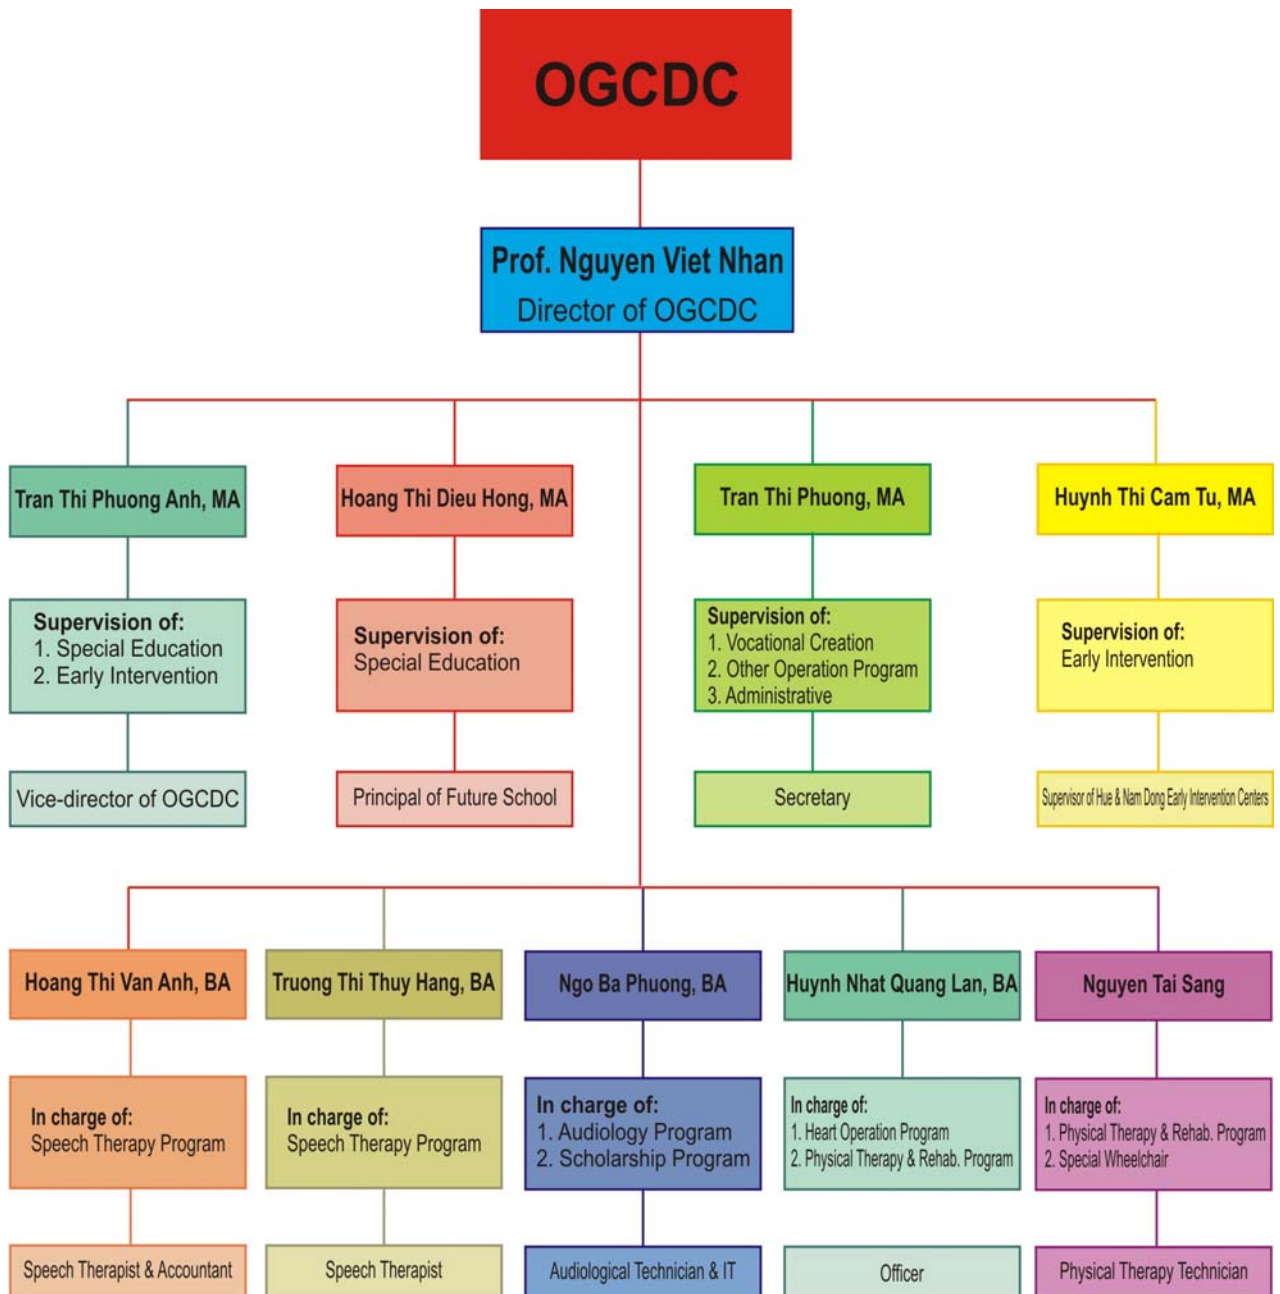 OGCDC
Prof. Nguyen Viet Nhan
Director of OGCDC
Tran Thi Phuong Anh, MA
Supervision of:
1. Special Education
2. Early Intervention
Vice-director of OGCDC
Hoang Thi Dieu Hong, MA
Supervision of:
Special Education
Principal of Future School
Tran Thi Phuong, MA
Supervision of:
1. Vocational Creation
2. Other Operation Program
3. Administrative
Secretary
Huynh Thi Cam Tu, MA
Supervision of:
Early Intervention
Supervisor of Hue & Nam Dong Early Intervention Centers
Hoang Thi Van Anh, BA
In charge of:
Speech Therapy Program
Speech Therapist & Accountant
Truong Thi Thuy Hang, BA
In charge of:
Speech Therapy Program
Speech Therapist
Ngo Ba Phuong, BA
In charge of:
1. Audiology Program
2. Scholarship Program
Audiological Technician & IT
Huynh Nhat Quang Lan, BA
In charge of:
1. Heart Operation Program
2. Physical Therapy & Rehab. Program
Officer
Nguyen Tai Sang
In charge of:
1. Physical Therapy & Rehab. Program
2. Special Wheelchair
Physical Therapy Technician